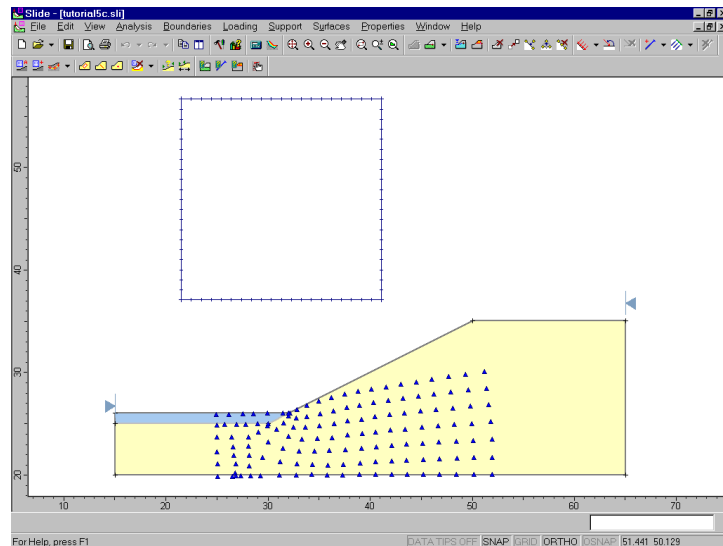 Slide - [tutorial5c.sli]
File Edit View Analysis Boundaries Loading Support Surfaces Properties Window Help
50
40
30
20
10 20 30 40 50 60 70
For Help, press F1 DATA TIPS OFF SNAP GRID ORTHO OSNAP 51.441 50.129